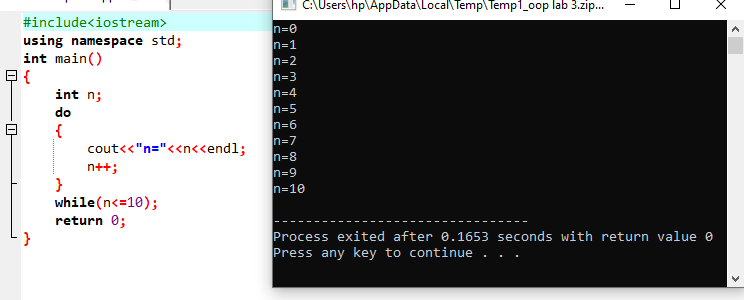 #include<iostream>
using namespace std;
int main()
{
int n;
do
{
cout<<"n="<<n<<endl;
n++;
}
while(n<=10);
return 0;
}
C:\Users\hp\AppData\Local\Temp\Temp1_oop lab 3.zip...
n=0
n=1
n=2
n=3
n=4
n=5
n=6
n=7
n=8
n=9
n=10
--------------------------------
Process exited after 0.1653 seconds with return value 0
Press any key to continue . . .